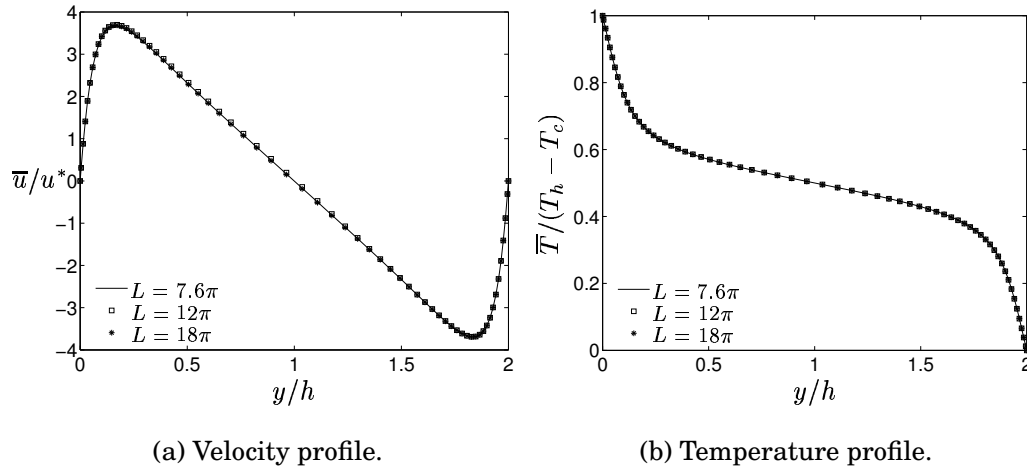 4
3
2
1
0
−1
−2
−3
−4
u̅/u*
L = 7.6π
L = 12π
L = 18π
0 0.5 1 1.5 2
y/h
(a) Velocity profile.
1
0.8
0.6
0.4
0.2
0
T̅/(T_h − T_c)
L = 7.6π
L = 12π
L = 18π
0 0.5 1 1.5 2
y/h
(b) Temperature profile.